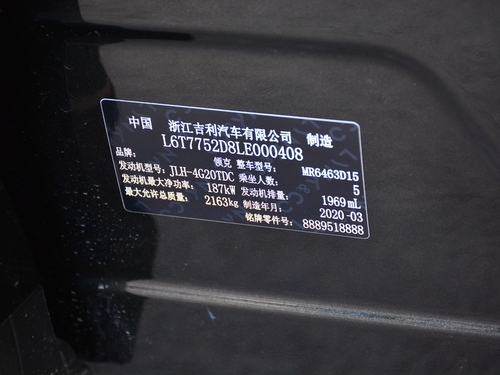 中国 浙江吉利汽车有限公司 制造
L6T7752D8LE000408
品牌: 领克 整车型号: MR6463D15
发动机型号: JLH-4G20TDC 乘坐人数: 5
发动机最大净功率: 187kW 发动机排量: 1969mL
最大允许总质量: 2163kg 制造年月: 2020-03
铭牌零件号: 8889518888